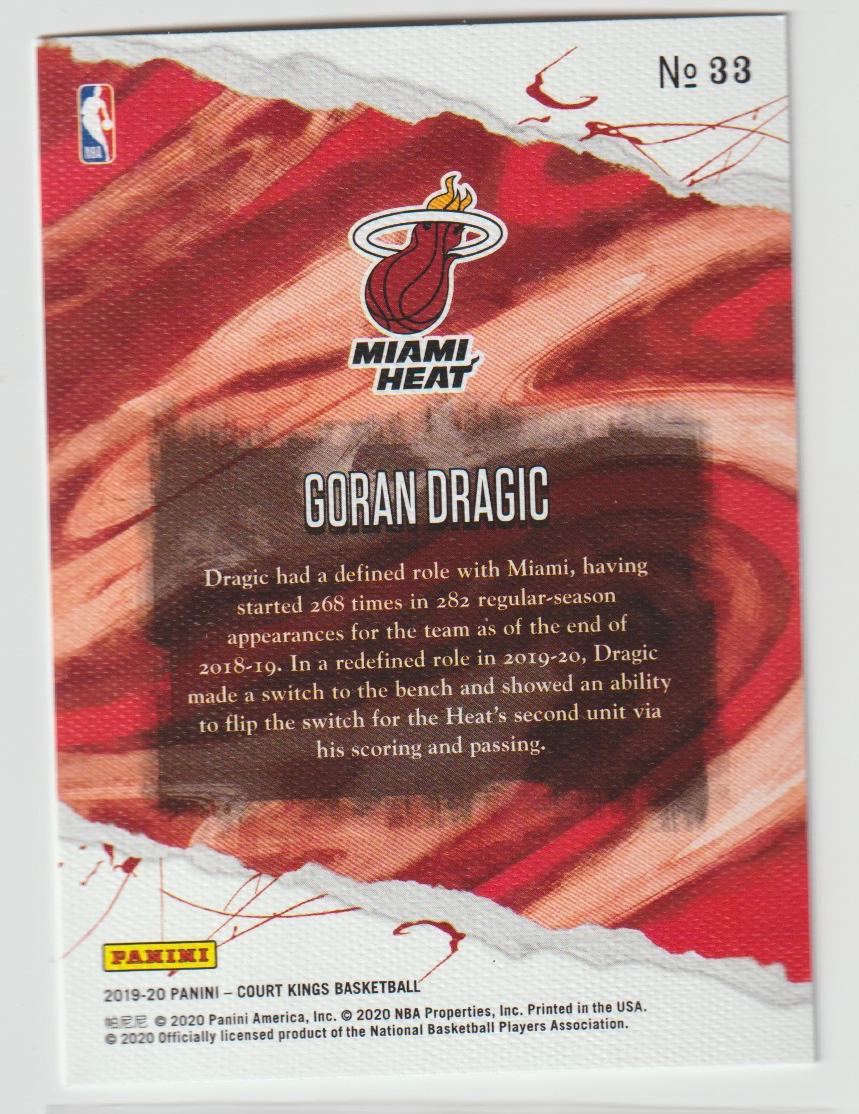 No 33
NBA
MIAMI
HEAT
GORAN DRAGIC
Dragic had a defined role with Miami, having
started 268 times in 282 regular-season
appearances for the team as of the end of
2018-19. In a redefined role in 2019-20, Dragic
made a switch to the bench and showed an ability
to flip the switch for the Heat's second unit via
his scoring and passing.
PANINI
2019-20 PANINI – COURT KINGS BASKETBALL
帕尼尼 © 2020 Panini America, Inc. © 2020 NBA Properties, Inc. Printed in the USA.
© 2020 Officially licensed product of the National Basketball Players Association.